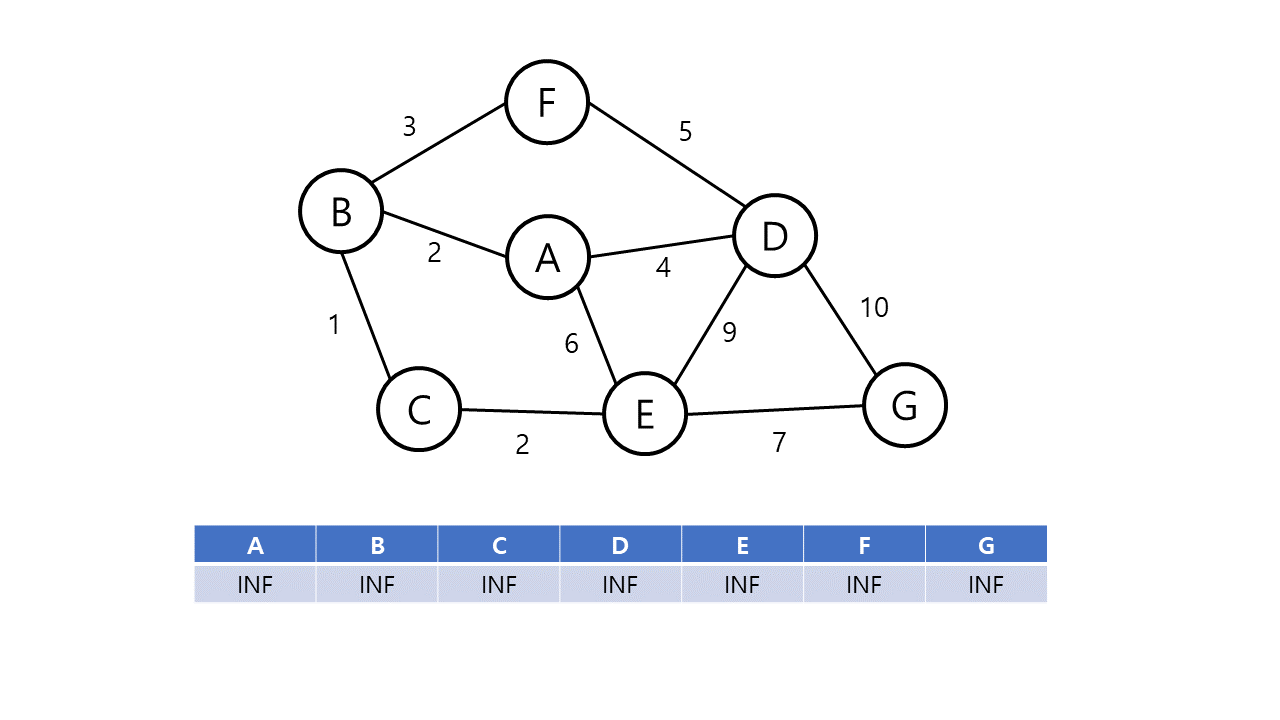 F
3
5
B
A
D
2
4
10
1
6
9
C
E
G
2
7
A B C D E F G
INF INF INF INF INF INF INF